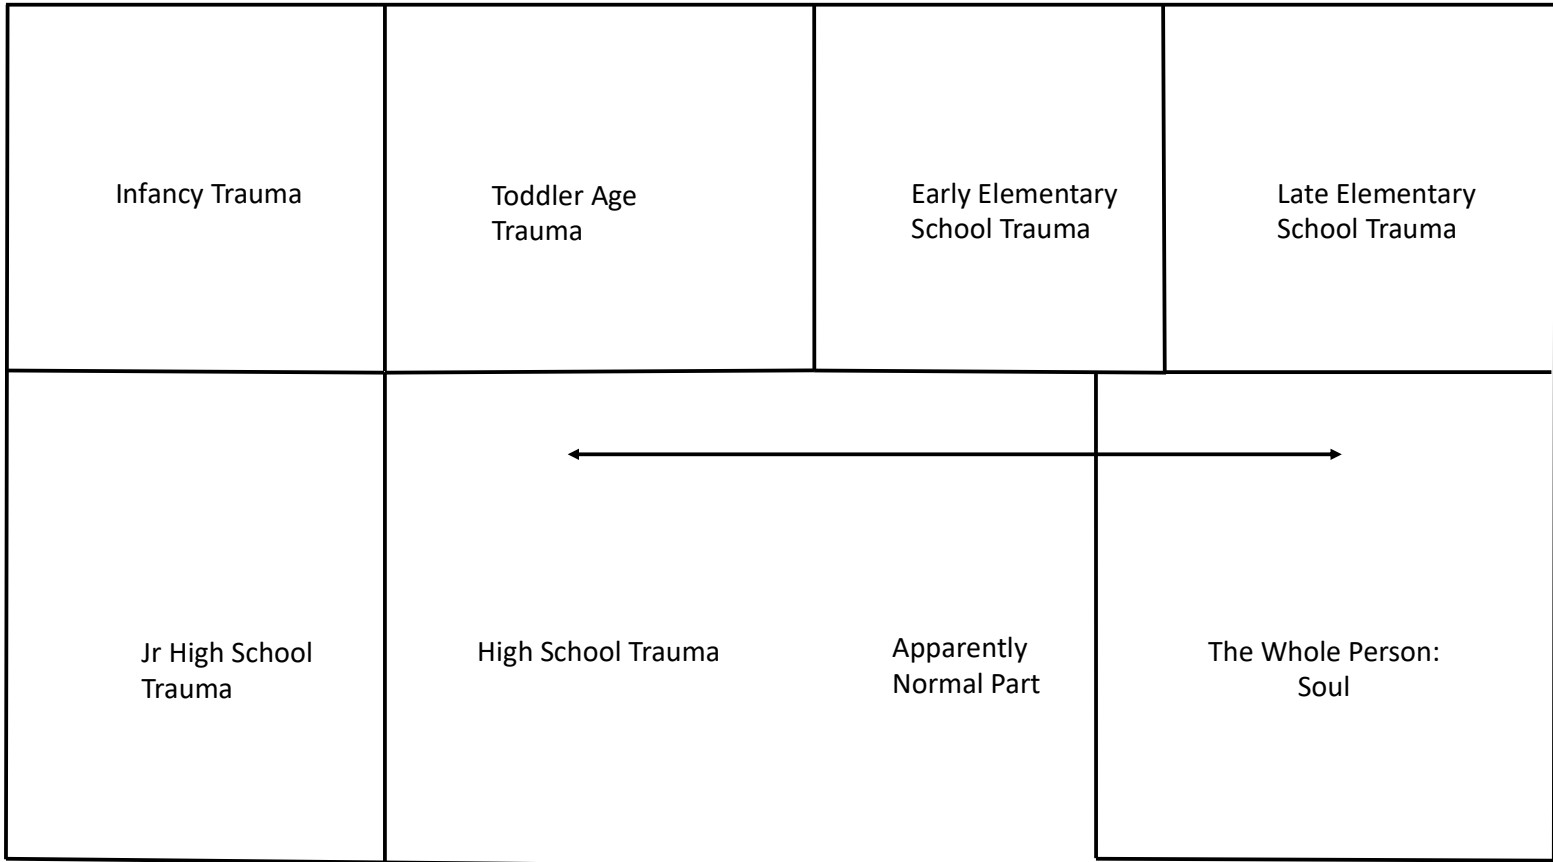 Infancy Trauma
Toddler Age
Trauma
Early Elementary
School Trauma
Late Elementary
School Trauma
Jr High School
Trauma
High School Trauma
Apparently
Normal Part
The Whole Person:
Soul